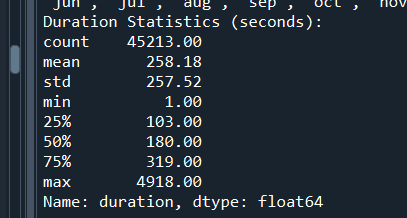 jun', 'jul', 'aug', 'sep', 'oct', 'nov
Duration Statistics (seconds):
count    45213.00
mean       258.18
std        257.52
min          1.00
25%        103.00
50%        180.00
75%        319.00
max       4918.00
Name: duration, dtype: float64